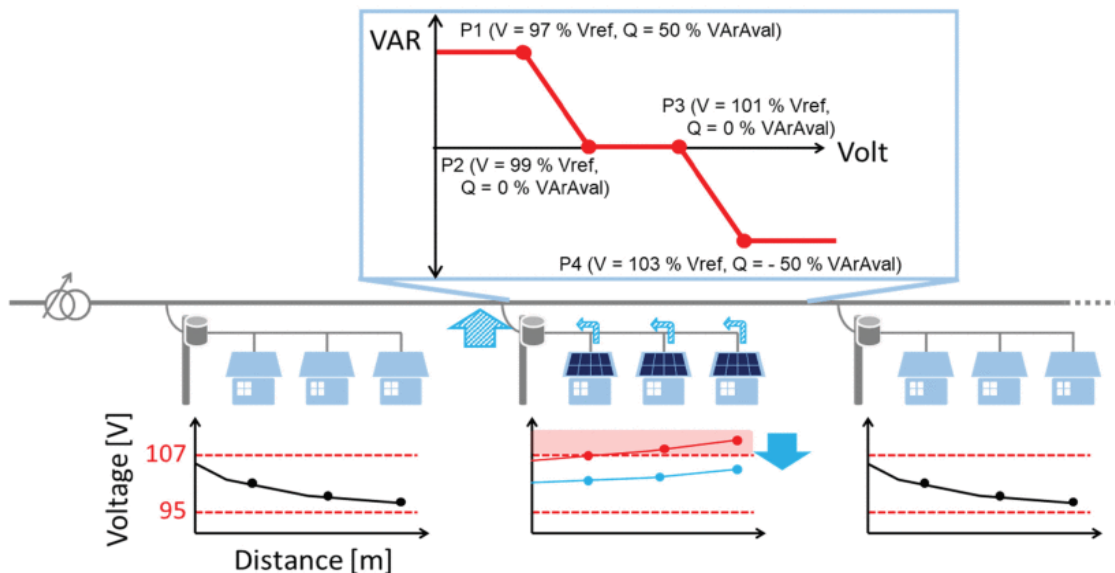 P1 (V = 97 % Vref, Q = 50 % VArAval)
VAR
P3 (V = 101 % Vref,
Q = 0 % VArAval)
Volt
P2 (V = 99 % Vref,
Q = 0 % VArAval)
P4 (V = 103 % Vref, Q = - 50 % VArAval)
Voltage [V]
107
95
Distance [m]